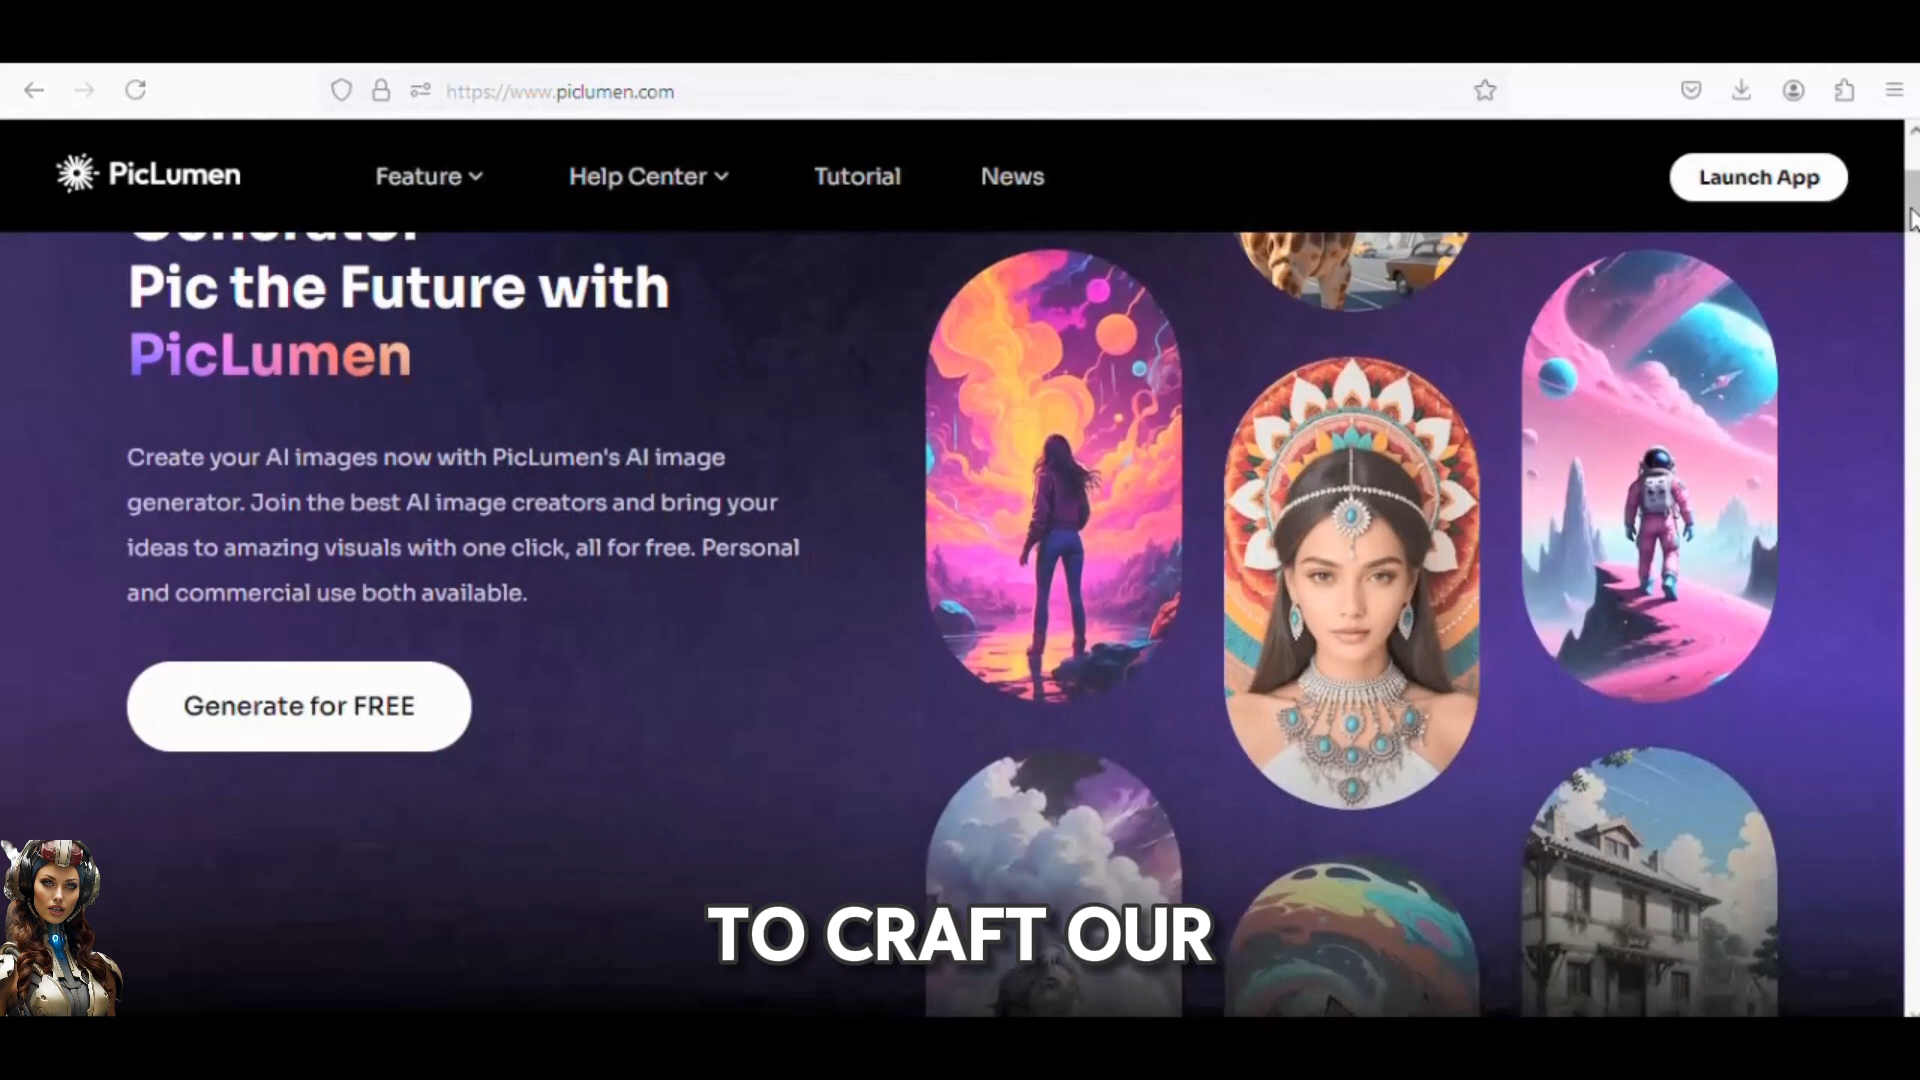 https://www.piclumen.com
PicLumen
Feature
Help Center
Tutorial
News
Launch App
Pic the Future with
PicLumen
Create your AI images now with PicLumen's AI image
generator. Join the best AI image creators and bring your
ideas to amazing visuals with one click, all for free. Personal
and commercial use both available.
Generate for FREE
TO CRAFT OUR